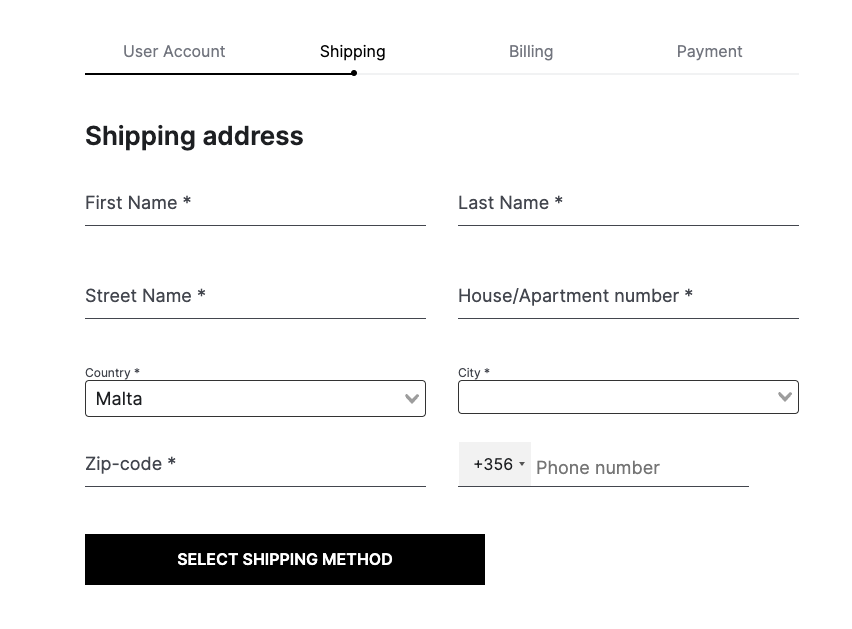 User Account Shipping Billing Payment
Shipping address
First Name * Last Name *
Street Name * House/Apartment number *
Country * City *
Malta
Zip-code * +356 Phone number
SELECT SHIPPING METHOD